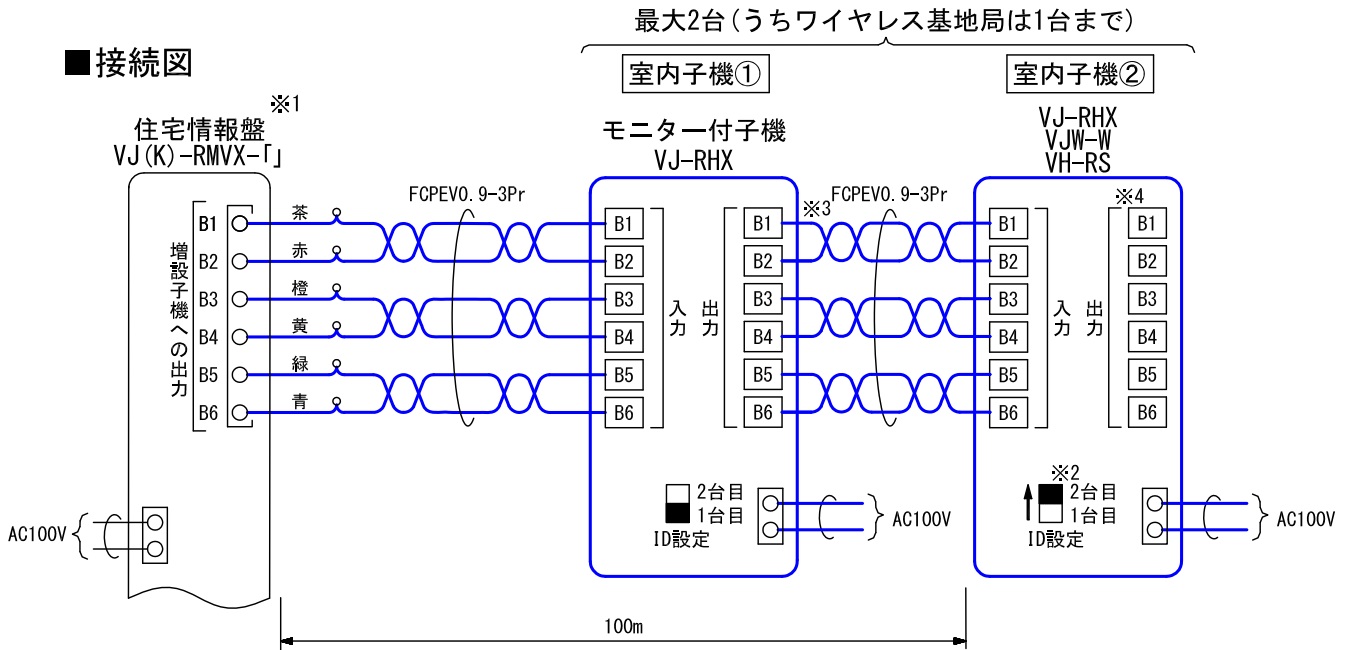 最大2台(うちワイヤレス基地局は1台まで)
■接続図
室内子機①
室内子機②
※1
住宅情報盤
VJ(K)-RMVX-「」
モニター付子機
VJ-RHX
VJ-RHX
VJW-W
VH-RS
増設子機への出力
B1
B2
B3
B4
B5
B6
茶
赤
橙
黄
緑
青
FCPEV0.9-3Pr
B1
B2
B3
B4
B5
B6
入力
出力
B1
B2
B3
B4
B5
B6
※3
FCPEV0.9-3Pr
B1
B2
B3
B4
B5
B6
入力
出力
※4
B1
B2
B3
B4
B5
B6
AC100V
2台目
1台目
ID設定
AC100V
※2
2台目
1台目
ID設定
AC100V
100m